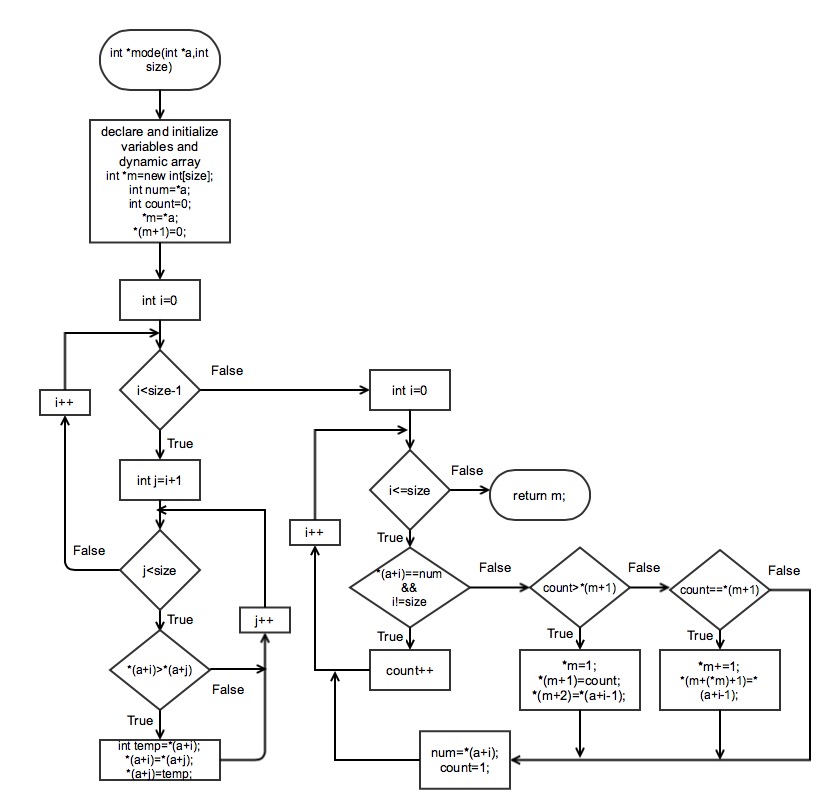 int *mode(int *a,int
size)
declare and initialize
variables and
dynamic array
int *m=new int[size];
int num=*a;
int count=0;
*m=*a;
*(m+1)=0;
int i=0
i<size-1
False
True
i++
int j=i+1
j<size
False
True
j++
*(a+i)>*(a+j)
False
True
int temp=*(a+i);
*(a+i)=*(a+j);
*(a+j)=temp;
int i=0
i<=size
False
return m;
True
i++
*(a+i)==num
&&
i!=size
False
True
count++
count>*(m+1)
False
True
*m=1;
*(m+1)=count;
*(m+2)=*(a+i-1);
count==*(m+1)
False
True
*m+=1;
*(m+(*m)+1)=*
(a+i-1);
num=*(a+i);
count=1;